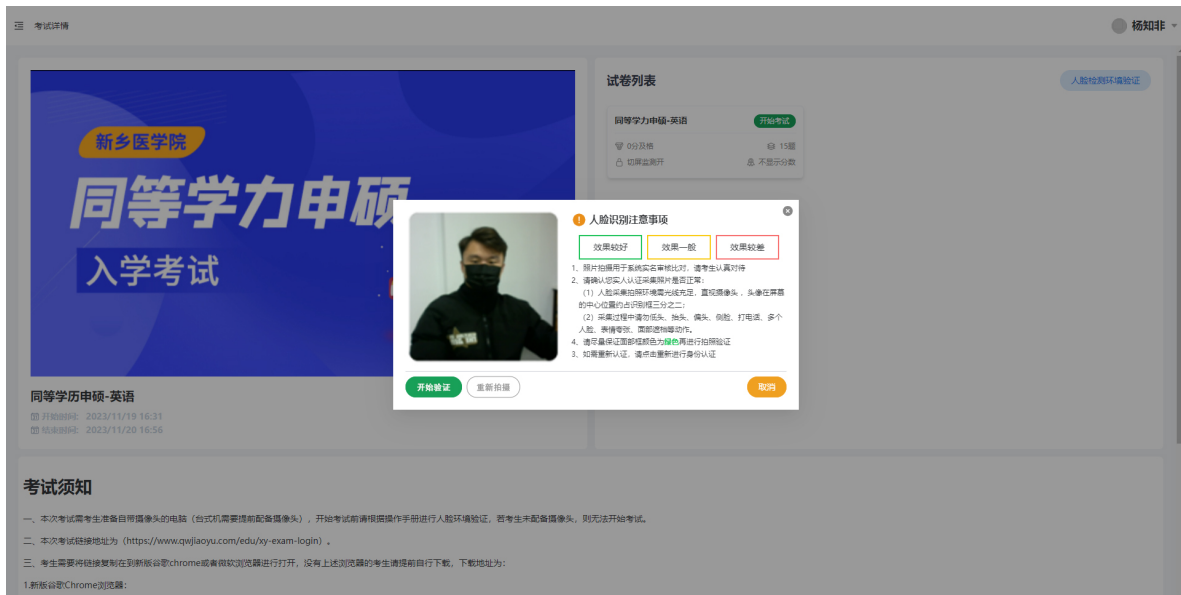 考试详情
杨知非
新乡医学院
同等学力申硕
入学考试
同等学历申硕-英语
开始时间: 2023/11/19 16:31
结束时间: 2023/11/20 16:56
试卷列表
人脸检测环境验证
同等学力申硕-英语
开始考试
0分及格
15题
切屏监测开
不显示分数
人脸识别注意事项
效果较好
效果一般
效果较差
1、照片拍摄用于系统实名审核比对，请考生认真对待
2、请确认您实人认证采集照片是否正常：
（1）人脸采集拍照环境需光线充足，直视摄像头，头像在屏幕
的中心位置约占识别框三分之二；
（2）采集过程中请勿低头、抬头、偏头、侧脸、打电话、多个
人脸、表情夸张、面部遮挡等动作。
4、请尽量保证面部框颜色为绿色再进行拍照验证
3、如需重新认证，请点击重新进行身份认证
开始验证
重新拍摄
取消
考试须知
一、本次考试需考生准备自带摄像头的电脑（台式机需要提前配备摄像头），开始考试前请根据操作手册进行人脸环境验证，若考生未配备摄像头，则无法开始考试。
二、本次考试链接地址为（https://www.qwjiaoyu.com/edu/xy-exam-login）。
三、考生需要将链接复制在到新版谷歌chrome或者微软浏览器进行打开，没有上述浏览器的考生请提前自行下载，下载地址为：
1.新版谷歌Chrome浏览器：